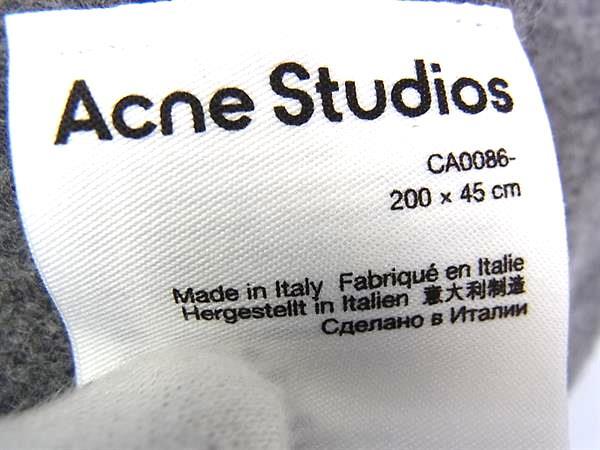 Acne Studios
CA0086-
200 × 45 cm
Made in Italy Fabriqué en Italie
Hergestellt in Italien 意大利制造
Сделано в Италии